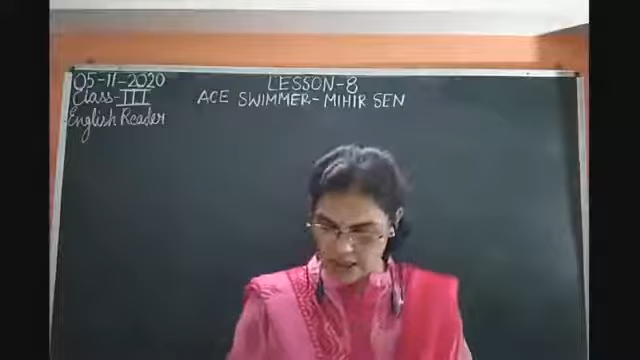 05-11-2020
Class-III
English Reader
LESSON-8
ACE SWIMMER-MIHIR SEN